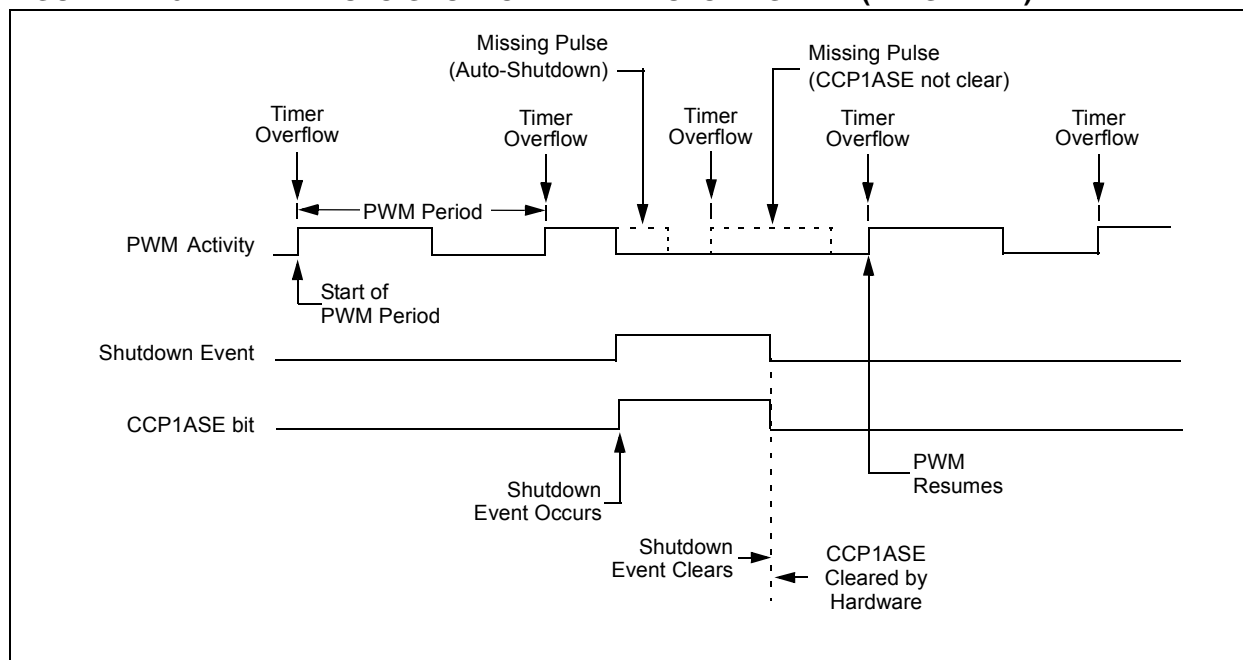 Missing Pulse
(Auto-Shutdown)
Missing Pulse
(CCP1ASE not clear)
Timer
Overflow
Timer
Overflow
Timer
Overflow
Timer
Overflow
Timer
Overflow
PWM Period
PWM Activity
Start of
PWM Period
Shutdown Event
CCP1ASE bit
Shutdown
Event Occurs
PWM
Resumes
Shutdown
Event Clears
CCP1ASE
Cleared by
Hardware